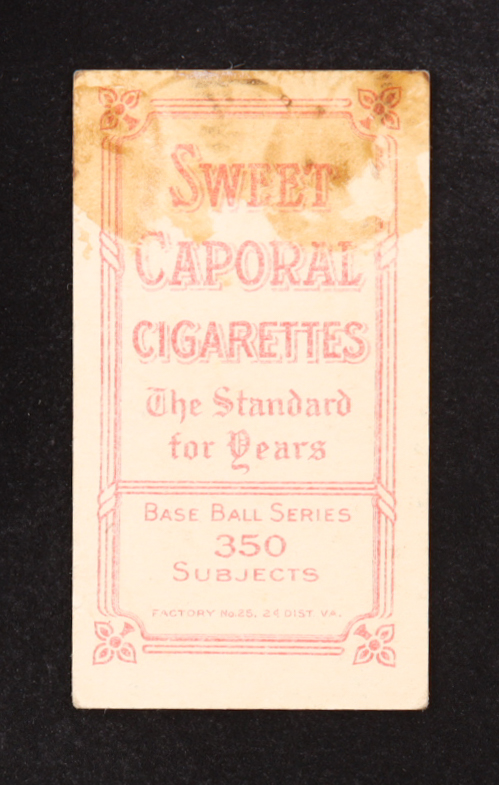 SWEET
CAPORAL
CIGARETTES
The Standard
for Years
BASE BALL SERIES
350
SUBJECTS
FACTORY No 25, 2d DIST. VA.